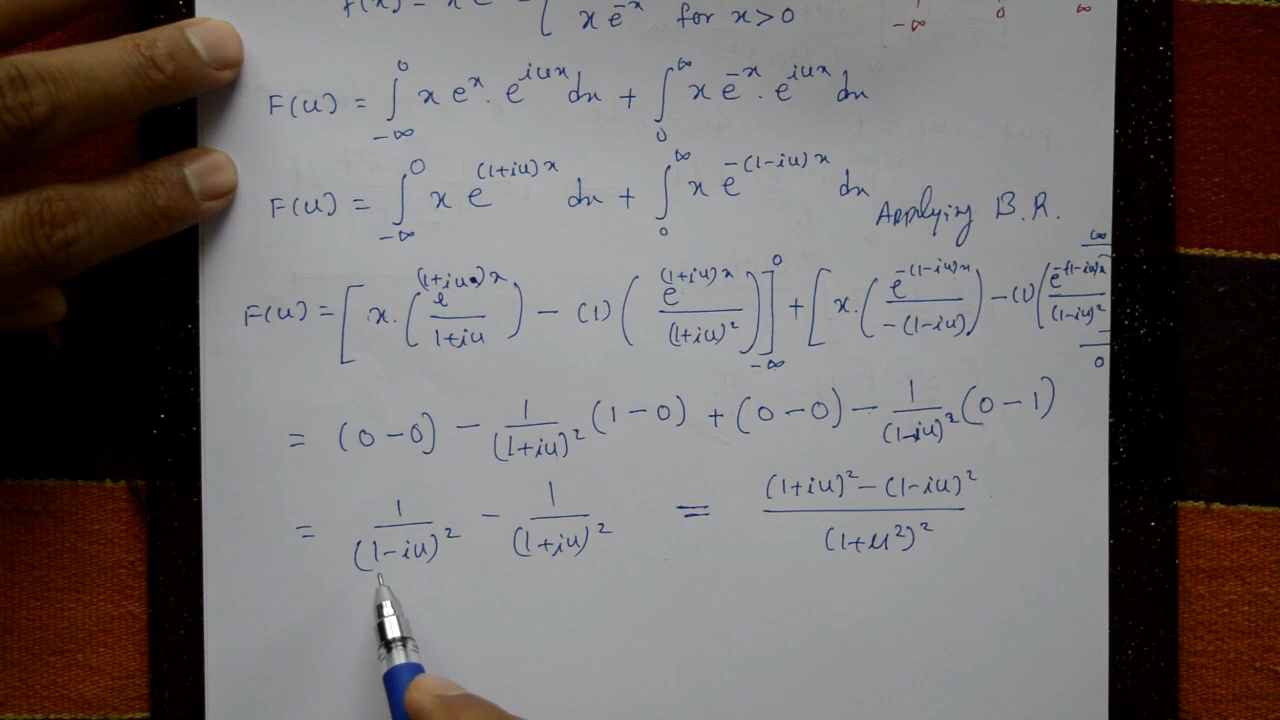 x e^{-x} for x>0
-∞ 0 ∞
F(u) = ∫_{-∞}^{0} x e^{x} . e^{iux} dx + ∫_{0}^{∞} x e^{-x} . e^{iux} dx
F(u) = ∫_{-∞}^{0} x e^{(1+iu)x} dx + ∫_{0}^{∞} x e^{-(1-iu)x} dx Applying B.R.
F(u) = [x.(e^{(1+iu)x}/(1+iu)) - (1)(e^{(1+iu)x}/(1+iu)^2)]_{-∞}^{0} + [x.(e^{-(1-iu)x}/-(1-iu)) - (1)(e^{-(1-iu)x}/(1-iu)^2 ∞ 0
= (0-0) - 1/(1+iu)^2 (1-0) + (0-0) - 1/(1-iu)^2 (0-1)
= 1/(1-iu)^2 - 1/(1+iu)^2 = ((1+iu)^2 - (1-iu)^2)/(1+u^2)^2